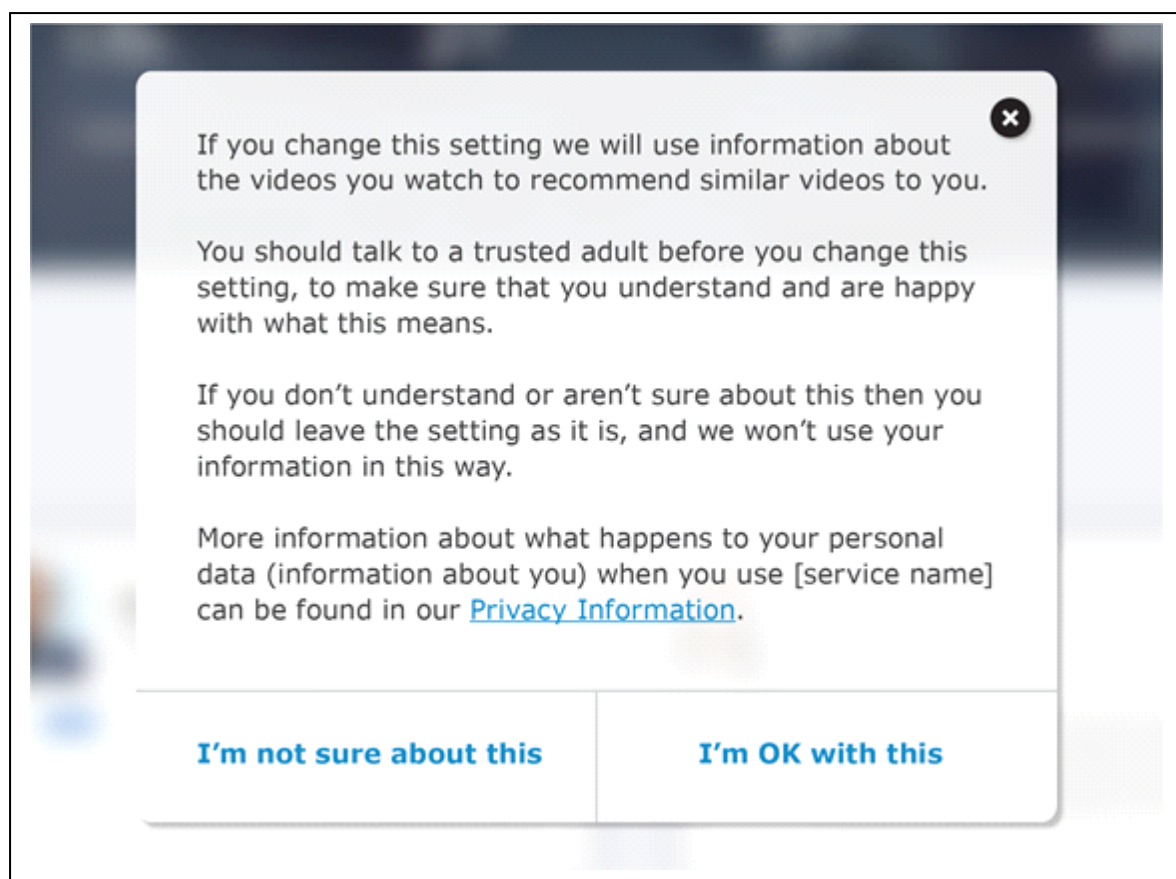 If you change this setting we will use information about
the videos you watch to recommend similar videos to you.
You should talk to a trusted adult before you change this
setting, to make sure that you understand and are happy
with what this means.
If you don’t understand or aren’t sure about this then you
should leave the setting as it is, and we won’t use your
information in this way.
More information about what happens to your personal
data (information about you) when you use [service name]
can be found in our Privacy Information.
I’m not sure about this
I’m OK with this